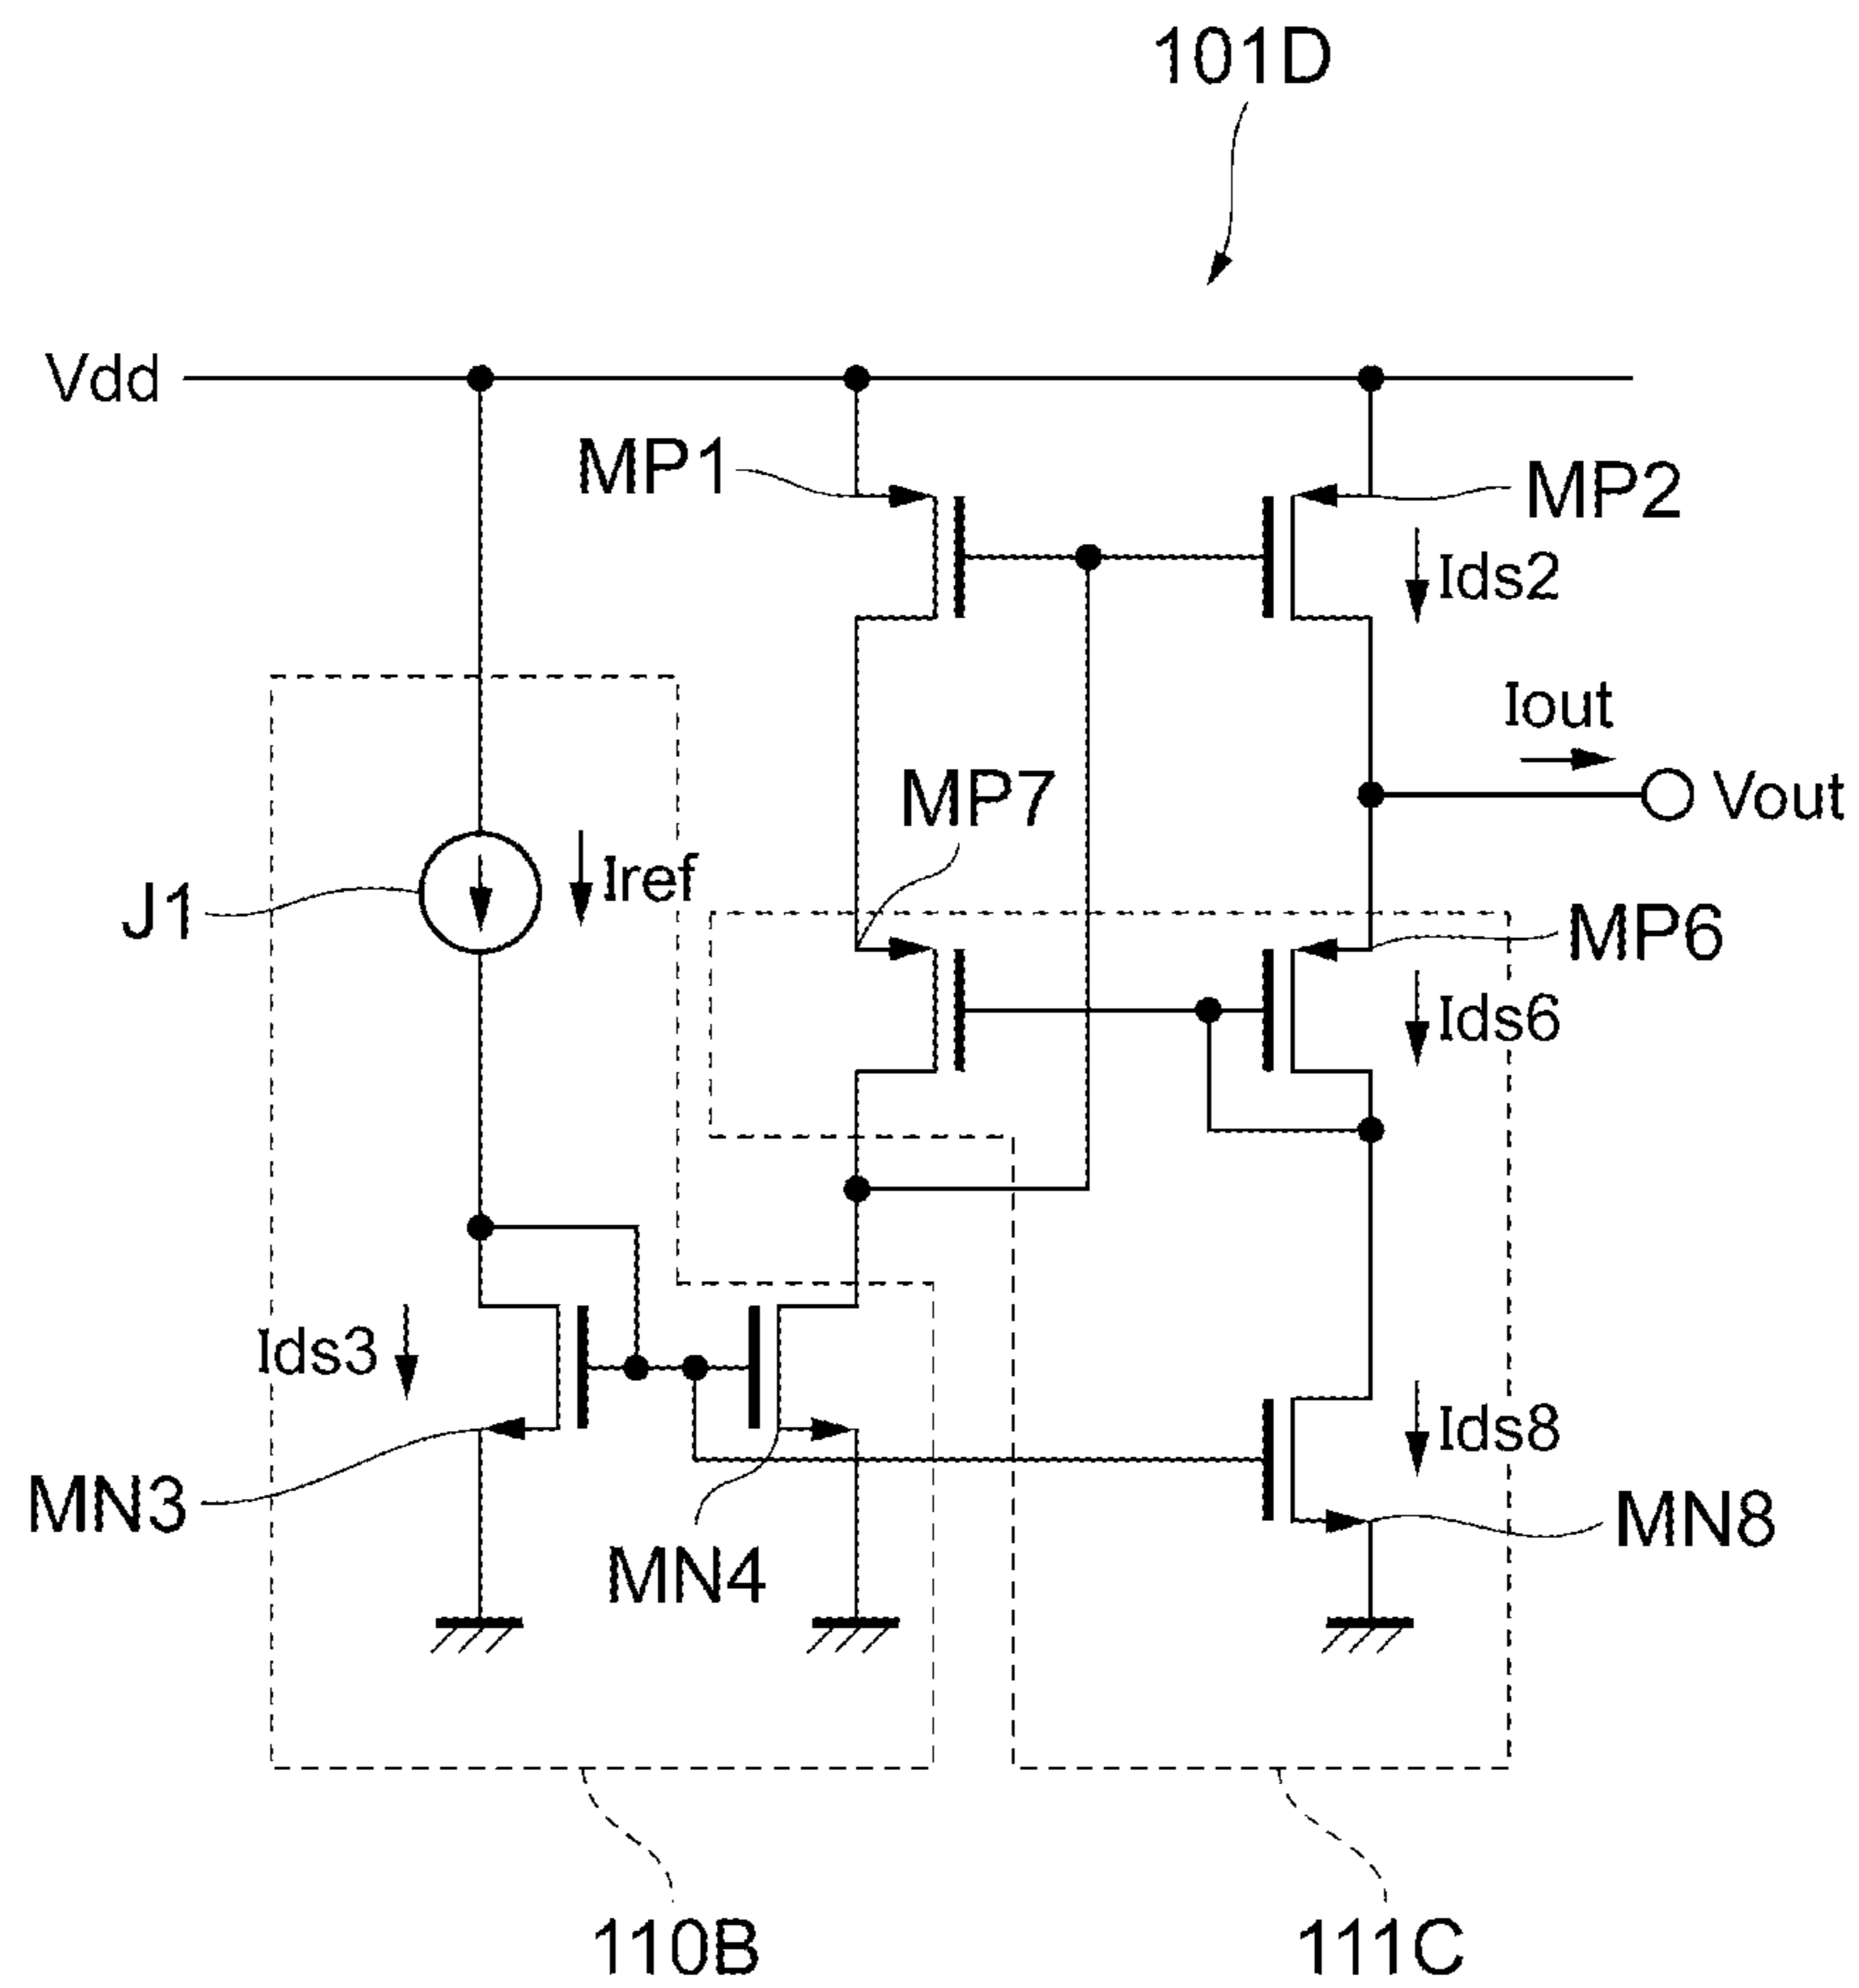 101D
Vdd
MP1
MP2
Ids2
Iout
MP7
Vout
J1
Iref
MP6
Ids6
Ids3
Ids8
MN3
MN4
MN8
110B
111C